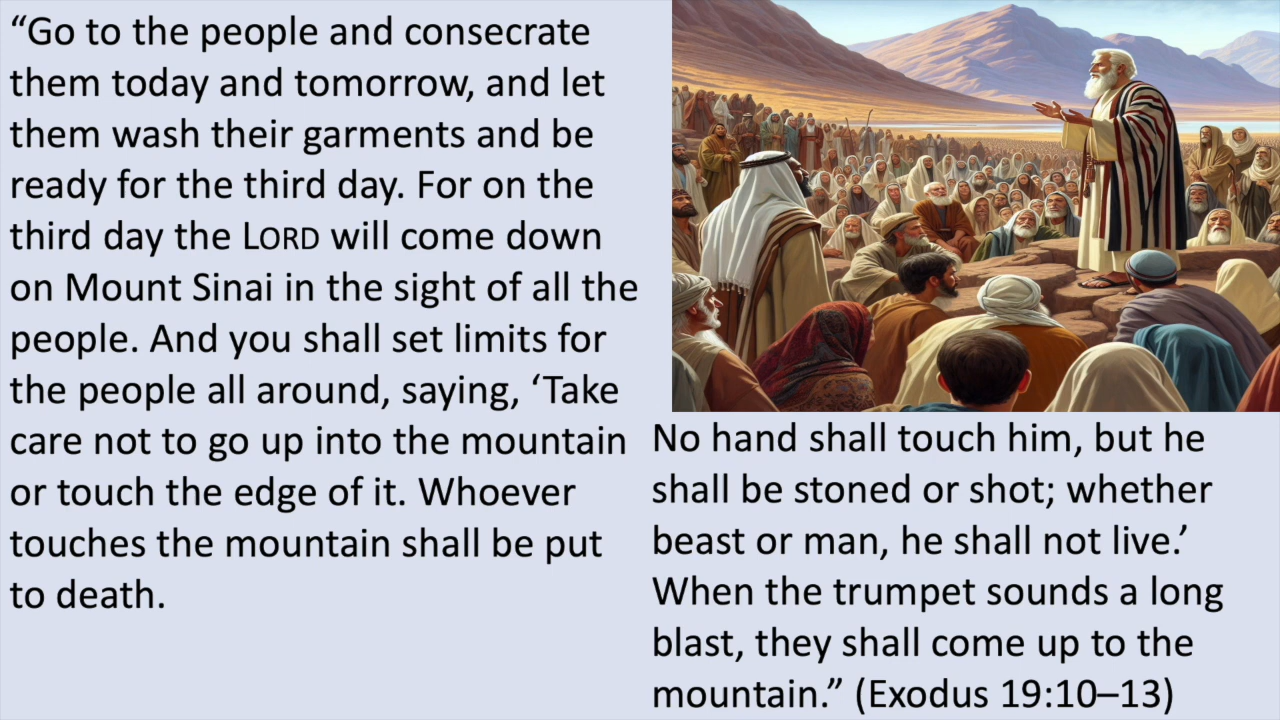 “Go to the people and consecrate
them today and tomorrow, and let
them wash their garments and be
ready for the third day. For on the
third day the LORD will come down
on Mount Sinai in the sight of all the
people. And you shall set limits for
the people all around, saying, ‘Take
care not to go up into the mountain
or touch the edge of it. Whoever
touches the mountain shall be put
to death.
No hand shall touch him, but he
shall be stoned or shot; whether
beast or man, he shall not live.’
When the trumpet sounds a long
blast, they shall come up to the
mountain.” (Exodus 19:10–13)